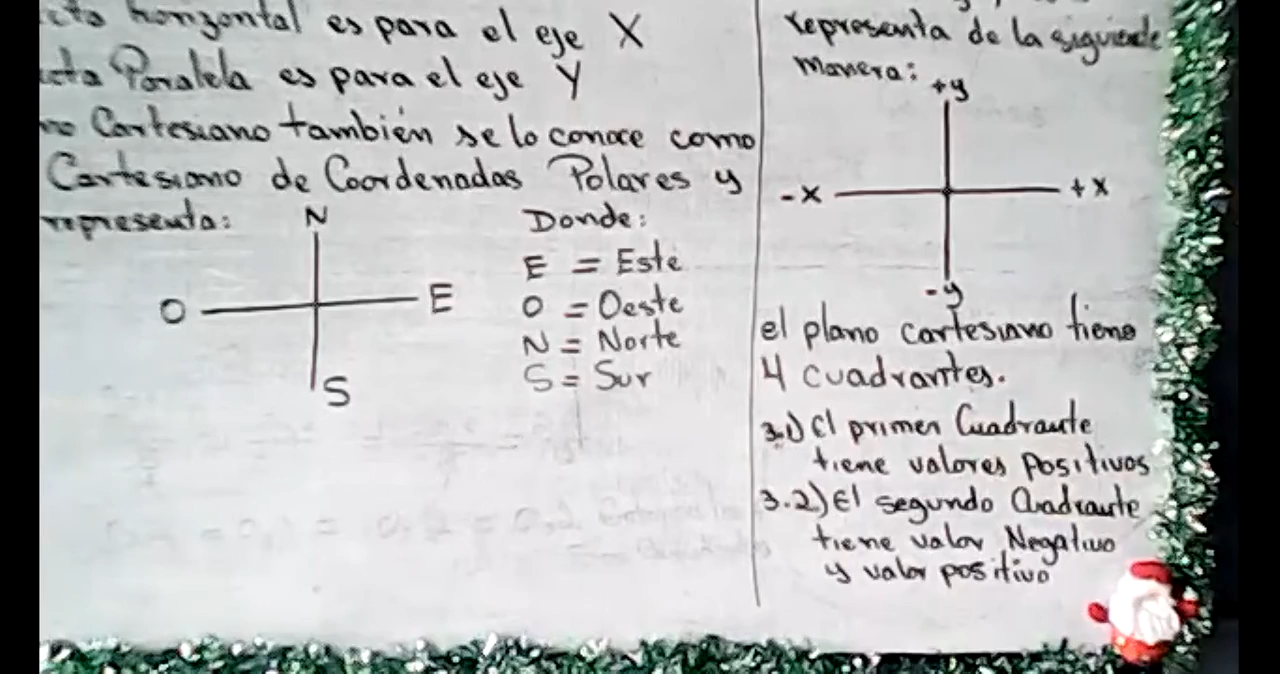 horizontal es para el eje X
Paralela es para el eje Y
Cartesiano también se lo conoce como
Cartesiano de Coordenadas Polares y
representa:
N
O
E
S
Donde:
E = Este
O = Oeste
N = Norte
S = Sur
representa de la siguiente
manera:
+y
-x
+x
-y
el plano cartesiano tiene
4 cuadrantes.
3.1) El primer Cuadrante
tiene valores Positivos
3.2) El segundo Cuadrante
tiene valor Negativo
y valor positivo